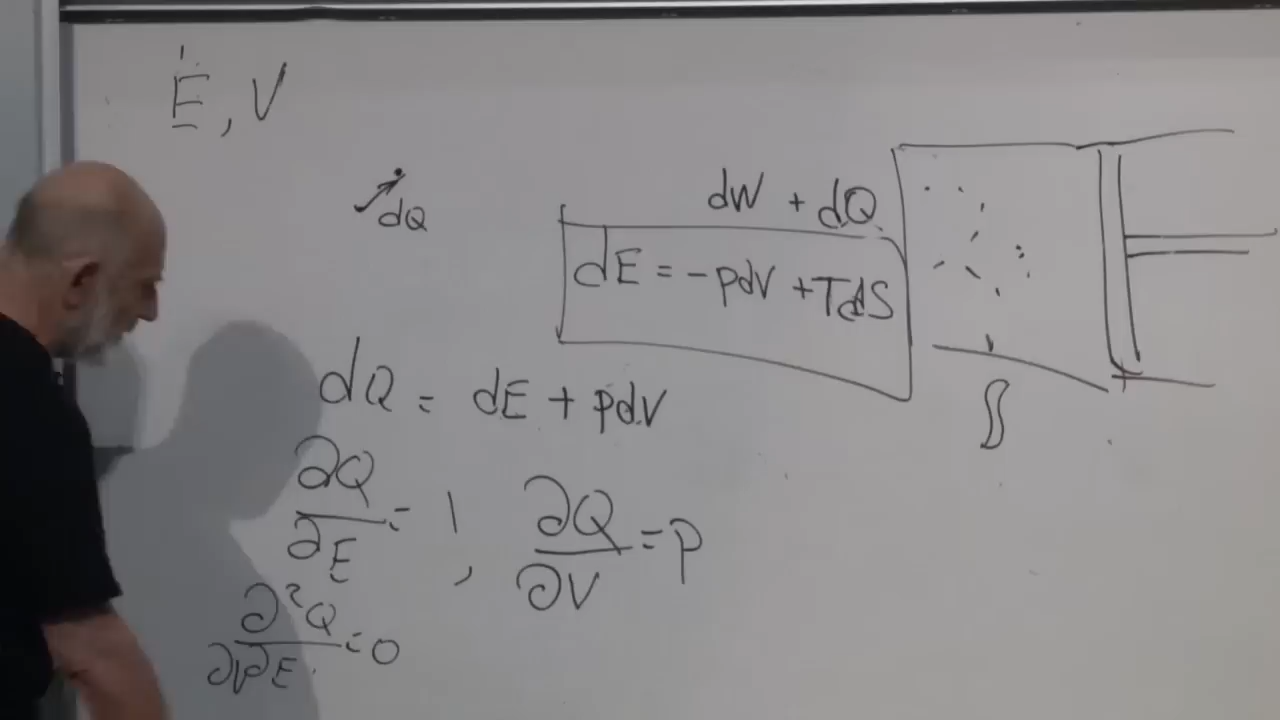 E, V
dQ
dW + dQ
dE = -pdV + TdS
dQ = dE + pdV
∂Q/∂E = 1, ∂Q/∂V = P
∂²Q/∂V∂E = 0